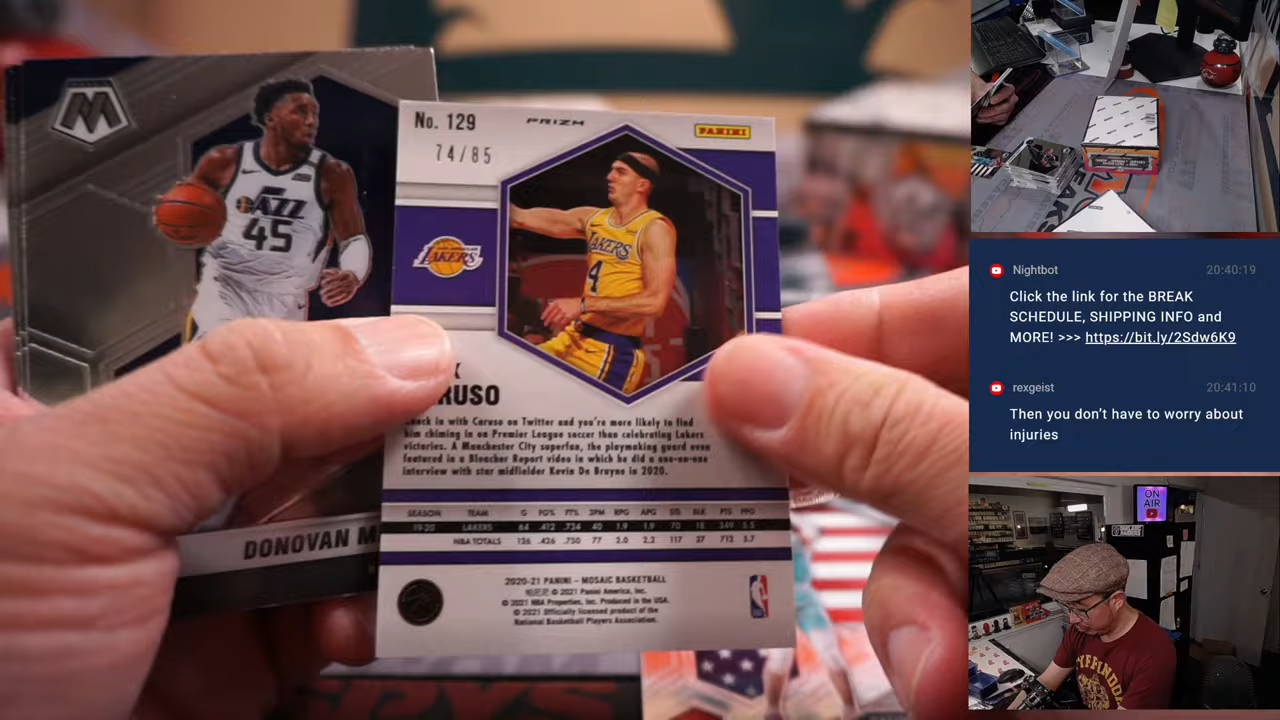 M
JAZZ
45
DONOVAN M
No. 129
PRIZM
PANINI
74/85
LAKERS
LAKERS
4
RUSO
heck in with Caruso on Twitter and you're more likely to find
him chiming in on Premier League soccer than celebrating Lakers
victories. A Manchester City superfan, the playmaking guard even
featured in a Bleacher Report video in which he did a one-on-one
interview with star midfielder Kevin De Bruyne in 2020.
SEASON TEAM G FG% FT% 3PM RPG APG STL BLK PTS PPG
19-20 LAKERS 64 .412 .734 40 1.9 1.9 70 18 349 5.5
NBA TOTALS 126 .426 .750 77 2.0 2.2 117 37 712 5.7
2020-21 PANINI – MOSAIC BASKETBALL
© 2021 Panini America, Inc.
© 2021 NBA Properties, Inc. Produced in the USA.
© 2021 Officially licensed product of the
National Basketball Players Association.
Nightbot 20:40:19
Click the link for the BREAK
SCHEDULE, SHIPPING INFO and
MORE! >>> https://bit.ly/2Sdw6K9
rexgeist 20:41:10
Then you don't have to worry about
injuries
ON
AIR